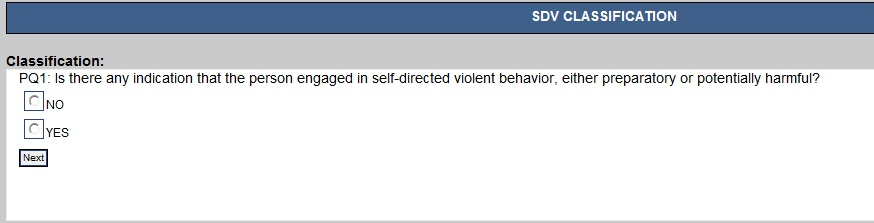 SDV CLASSIFICATION
Classification:
PQ1: Is there any indication that the person engaged in self-directed violent behavior, either preparatory or potentially harmful?
NO
YES
Next